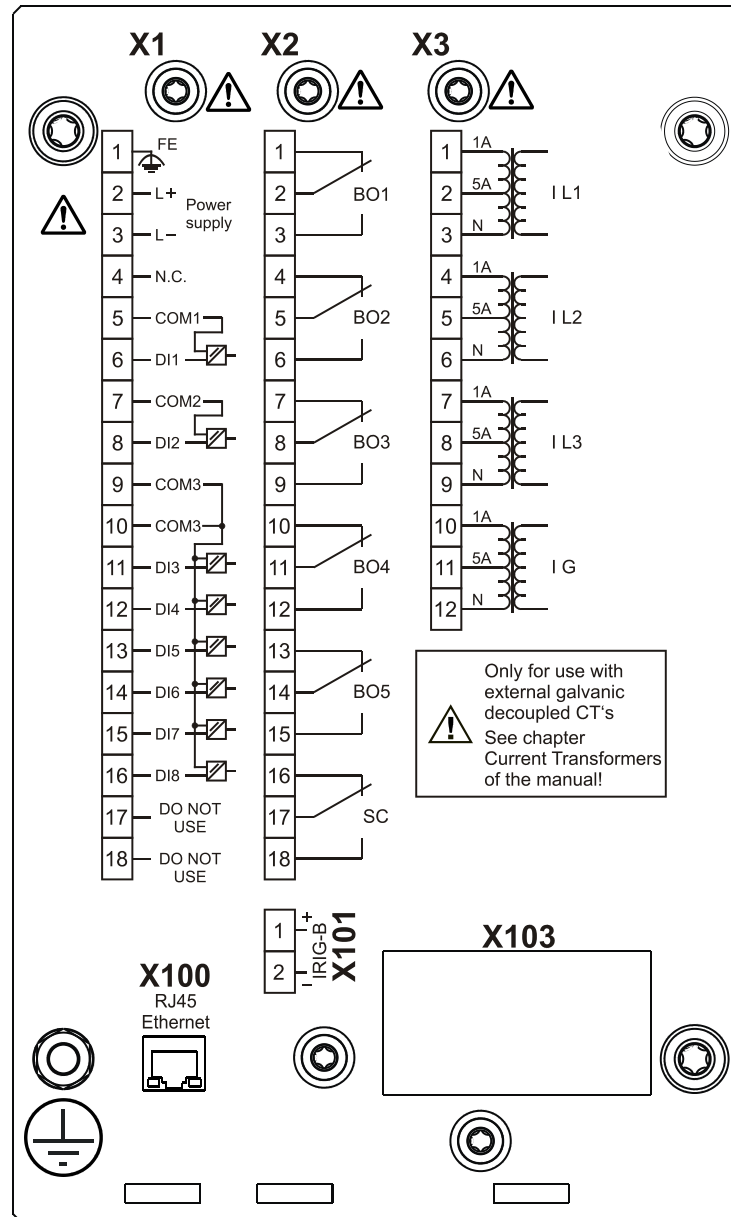 X1
X2
X3
1 FE
2 L+ Power
supply
3 L−
4 N.C.
5 COM1
6 DI1
7 COM2
8 DI2
9 COM3
10 COM3
11 DI3
12 DI4
13 DI5
14 DI6
15 DI7
16 DI8
17 DO NOT
USE
18 DO NOT
USE
1
2 BO1
3
4
5 BO2
6
7
8 BO3
9
10
11 BO4
12
13
14 BO5
15
16
17 SC
18
1 1A
2 5A I L1
3 N
4 1A
5 5A I L2
6 N
7 1A
8 5A I L3
9 N
10 1A
11 5A I G
12 N
Only for use with
external galvanic
decoupled CT‘s
See chapter
Current Transformers
of the manual!
1 +
2 −
IRIG-B
X101
X100
RJ45
Ethernet
X103